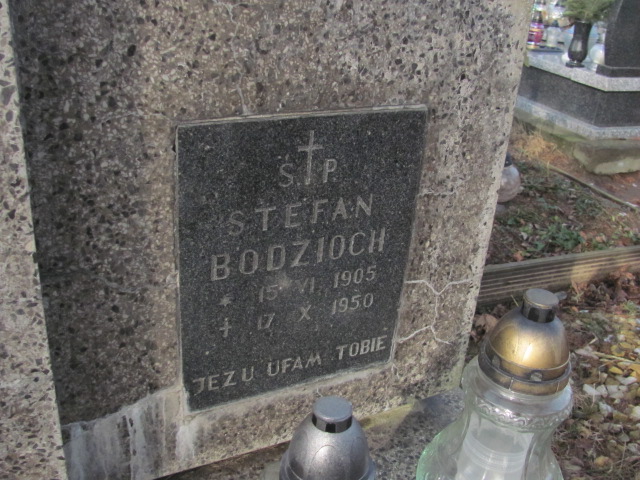 Ś.P.
STEFAN
BODZIOCH
* 15 VI 1905
+ 17 X 1950
JEZU UFAM TOBIE